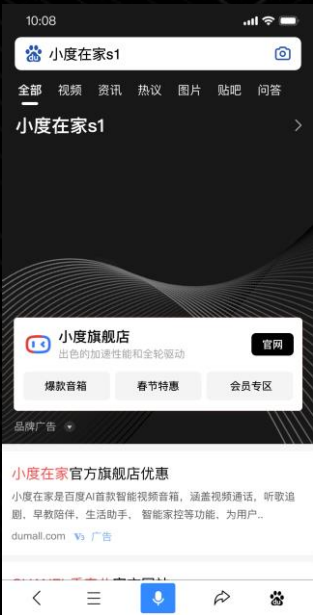 10:08
小度在家s1
全部 视频 资讯 热议 图片 贴吧 问答
小度在家s1
小度旗舰店
出色的加速性能和全轮驱动
官网
爆款音箱 春节特惠 会员专区
品牌广告
小度在家官方旗舰店优惠
小度在家是百度AI首款智能视频音箱，涵盖视频通话，听歌追
剧、早教陪伴、生活助手、 智能家控等功能、为用户..
dumall.com V3 广告